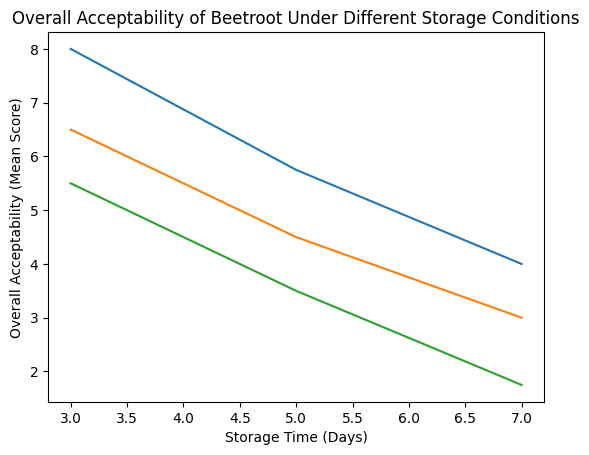 Overall Acceptability of Beetroot Under Different Storage Conditions
8
7
6
5
4
3
2
Overall Acceptability (Mean Score)
3.0 3.5 4.0 4.5 5.0 5.5 6.0 6.5 7.0
Storage Time (Days)